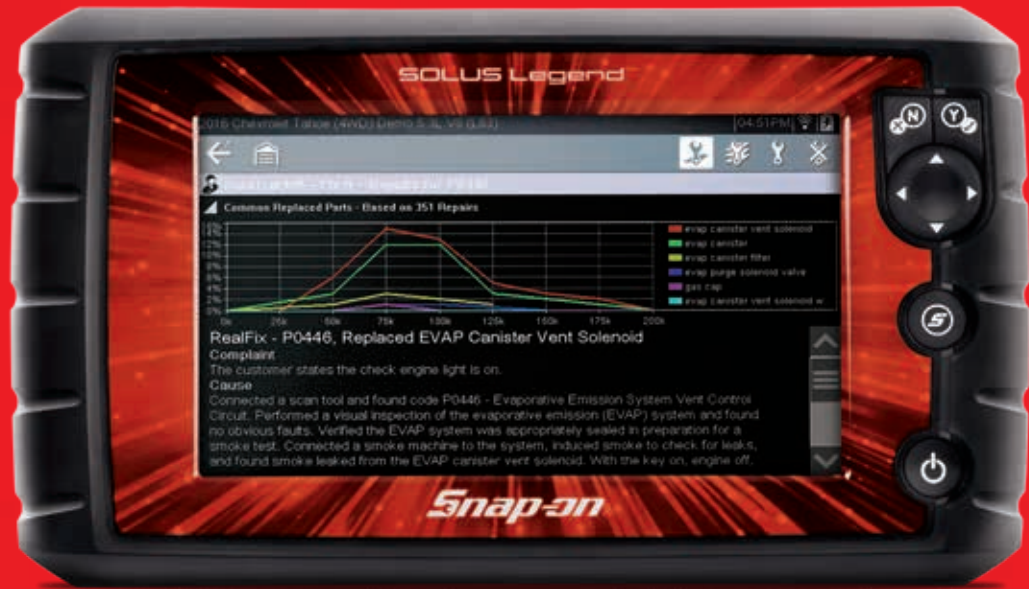 SOLUS Legend
2016 Chevrolet Tahoe (4WD) Demo 5.3L V8 (L83) 04:51PM
N Y
X
Common Replaced Parts - Based on 351 Repairs
12%
8%
6%
4%
2%
0%
evap canister vent solenoid
evap canister
evap canister filter
evap purge solenoid valve
gas cap
evap canister vent solenoid w
0k 25k 50k 75k 100k 125k 150k 175k 200k
RealFix - P0446, Replaced EVAP Canister Vent Solenoid
Complaint
The customer states the check engine light is on.
Cause
Connected a scan tool and found code P0446 - Evaporative Emission System Vent Control
Circuit. Performed a visual inspection of the evaporative emission (EVAP) system and found
no obvious faults. Verified the EVAP system was appropriately sealed in preparation for a
smoke test. Connected a smoke machine to the system, induced smoke to check for leaks,
and found smoke leaked from the EVAP canister vent solenoid. With the key on, engine off.
S
Snap-on